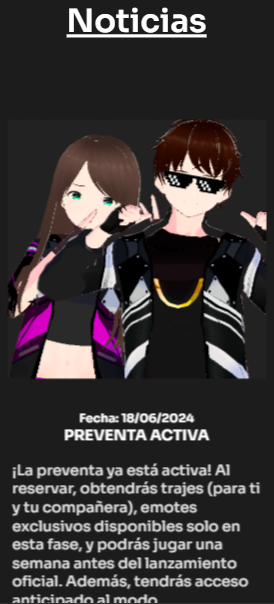 Noticias
Fecha: 18/06/2024
PREVENTA ACTIVA
¡La preventa ya está activa! Al
reservar, obtendrás trajes (para ti
y tu compañera), emotes
exclusivos disponibles solo en
esta fase, y podrás jugar una
semana antes del lanzamiento
oficial. Además, tendrás acceso
anticipado al modo